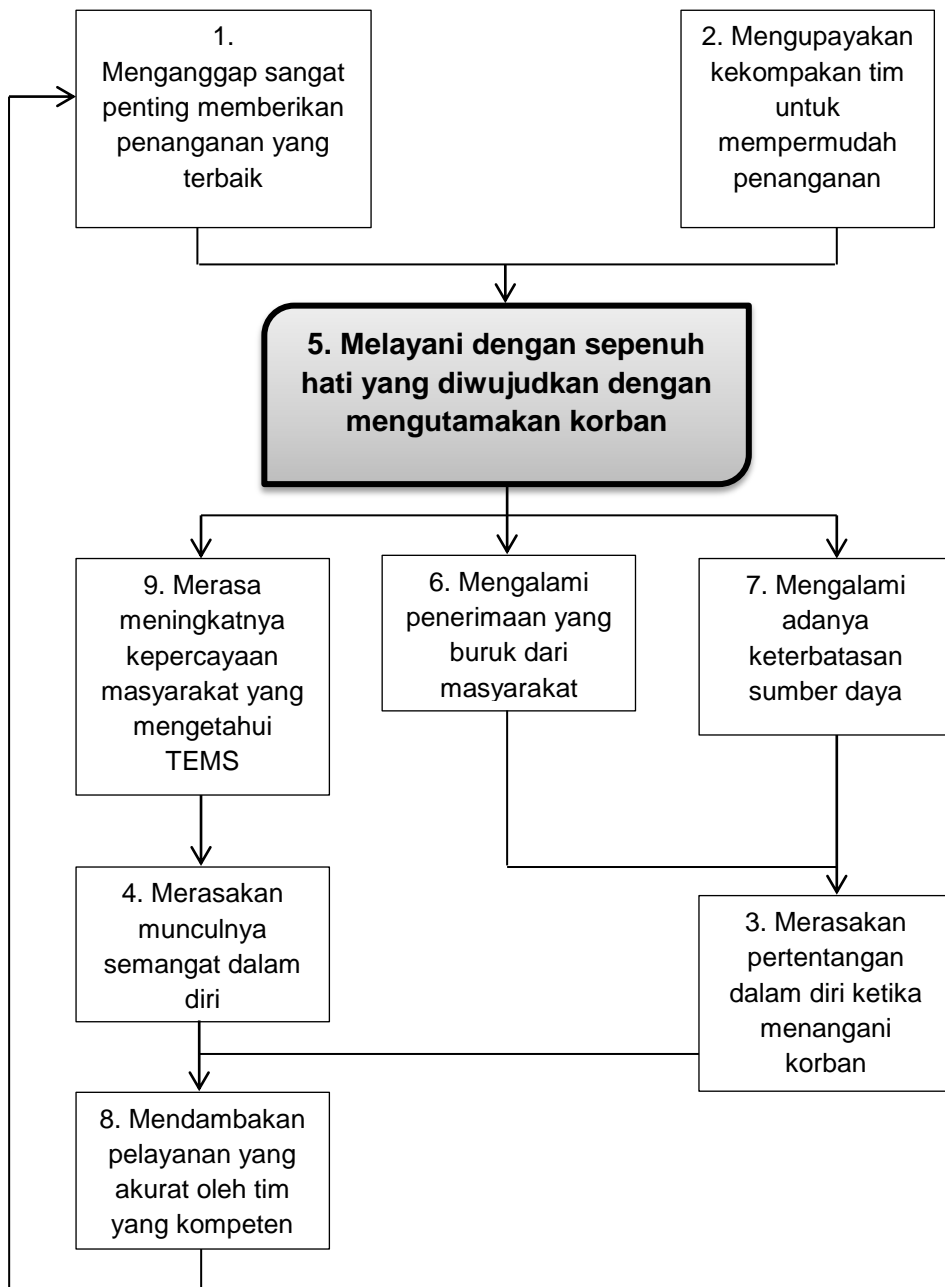 1.
Menganggap sangat
penting memberikan
penanganan yang
terbaik
2. Mengupayakan
kekompakan tim
untuk
mempermudah
penanganan
5. Melayani dengan sepenuh
hati yang diwujudkan dengan
mengutamakan korban
9. Merasa
meningkatnya
kepercayaan
masyarakat yang
mengetahui
TEMS
6. Mengalami
penerimaan yang
buruk dari
masyarakat
7. Mengalami
adanya
keterbatasan
sumber daya
4. Merasakan
munculnya
semangat dalam
diri
3. Merasakan
pertentangan
dalam diri ketika
menangani
korban
8. Mendambakan
pelayanan yang
akurat oleh tim
yang kompeten